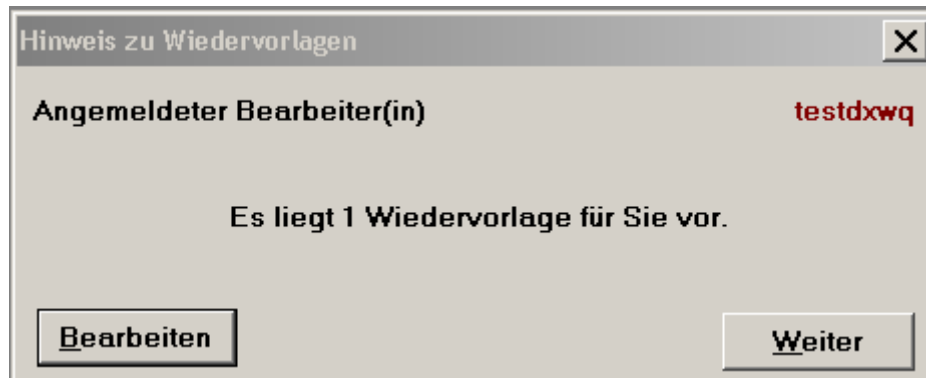 Hinweis zu Wiedervorlagen
Angemeldeter Bearbeiter(in) testdxwq
Es liegt 1 Wiedervorlage für Sie vor.
Bearbeiten Weiter